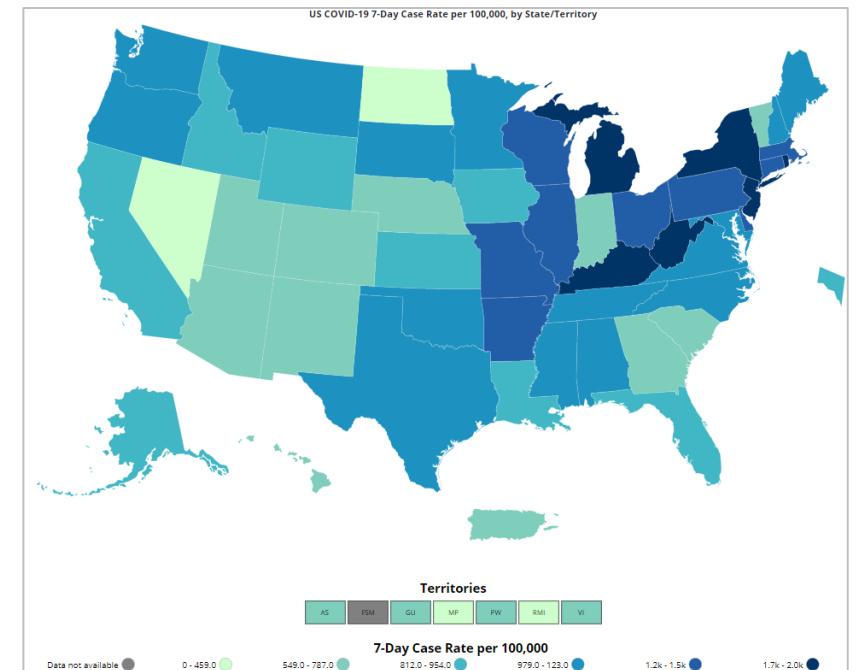 US COVID-19 7-Day Case Rate per 100,000, by State/Territory
Territories
AS FSM GU MP PW RMI VI
7-Day Case Rate per 100,000
Data not available 0 - 459.0 549.0 - 787.0 812.0 - 954.0 979.0 - 123.0 1.2k - 1.5k 1.7k - 2.0k